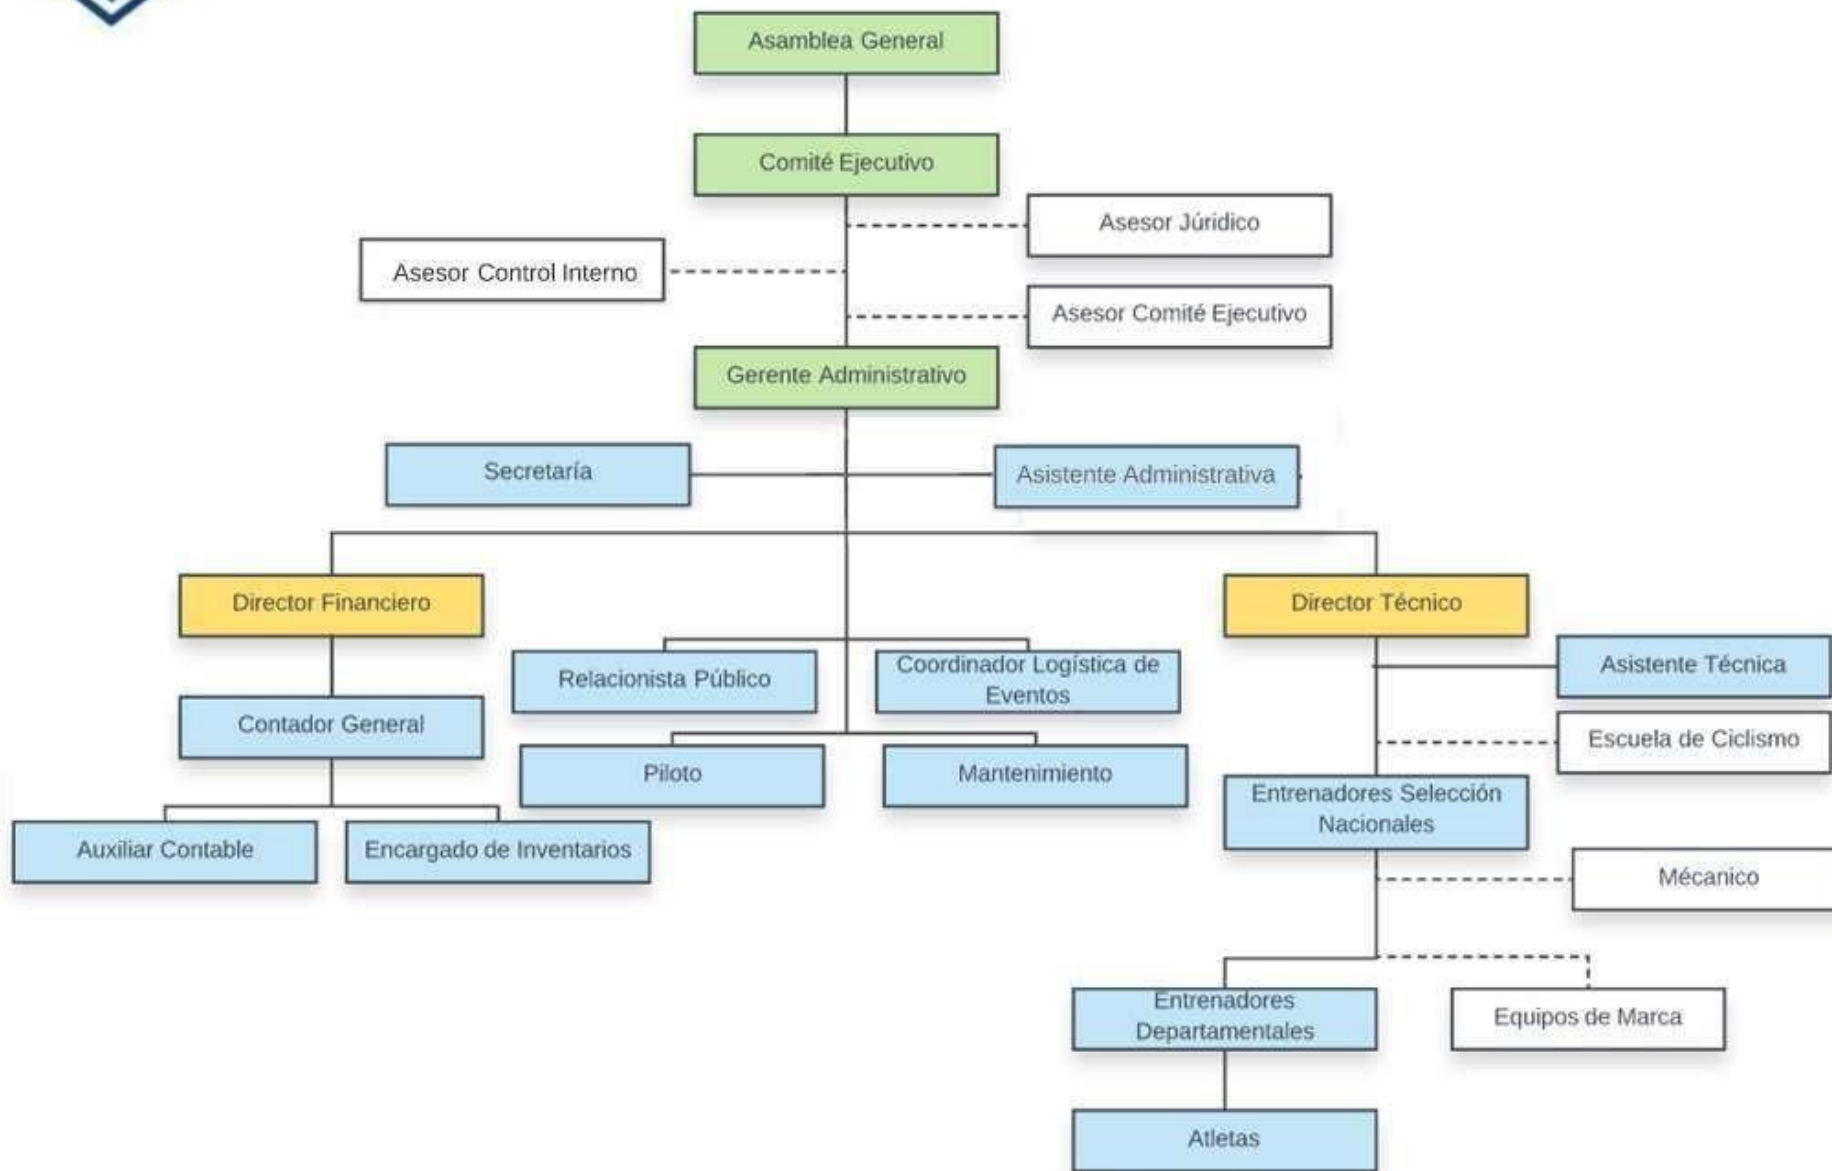 Asamblea General
Comité Ejecutivo
Asesor Júridico
Asesor Control Interno
Asesor Comité Ejecutivo
Gerente Administrativo
Secretaría
Asistente Administrativa
Director Financiero
Director Técnico
Relacionista Público
Coordinador Logística de
Eventos
Asistente Técnica
Contador General
Escuela de Ciclismo
Piloto
Mantenimiento
Entrenadores Selección
Nacionales
Auxiliar Contable
Encargado de Inventarios
Mécanico
Entrenadores
Departamentales
Equipos de Marca
Atletas